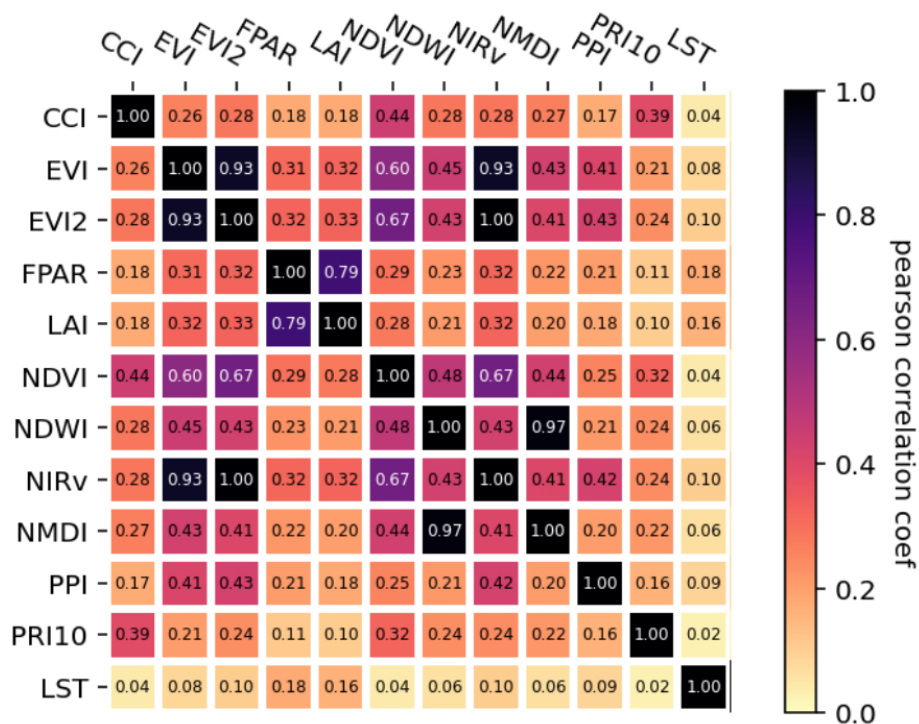 CCI EVI EVI2 FPAR LAI NDVI NDWI NIRv NMDI PPI PRI10 LST
CCI 1.00 0.26 0.28 0.18 0.18 0.44 0.28 0.28 0.27 0.17 0.39 0.04
EVI 0.26 1.00 0.93 0.31 0.32 0.60 0.45 0.93 0.43 0.41 0.21 0.08
EVI2 0.28 0.93 1.00 0.32 0.33 0.67 0.43 1.00 0.41 0.43 0.24 0.10
FPAR 0.18 0.31 0.32 1.00 0.79 0.29 0.23 0.32 0.22 0.21 0.11 0.18
LAI 0.18 0.32 0.33 0.79 1.00 0.28 0.21 0.32 0.20 0.18 0.10 0.16
NDVI 0.44 0.60 0.67 0.29 0.28 1.00 0.48 0.67 0.44 0.25 0.32 0.04
NDWI 0.28 0.45 0.43 0.23 0.21 0.48 1.00 0.43 0.97 0.21 0.24 0.06
NIRv 0.28 0.93 1.00 0.32 0.32 0.67 0.43 1.00 0.41 0.42 0.24 0.10
NMDI 0.27 0.43 0.41 0.22 0.20 0.44 0.97 0.41 1.00 0.20 0.22 0.06
PPI 0.17 0.41 0.43 0.21 0.18 0.25 0.21 0.42 0.20 1.00 0.16 0.09
PRI10 0.39 0.21 0.24 0.11 0.10 0.32 0.24 0.24 0.22 0.16 1.00 0.02
LST 0.04 0.08 0.10 0.18 0.16 0.04 0.06 0.10 0.06 0.09 0.02 1.00
1.0
0.8
0.6
0.4
0.2
0.0
pearson correlation coef